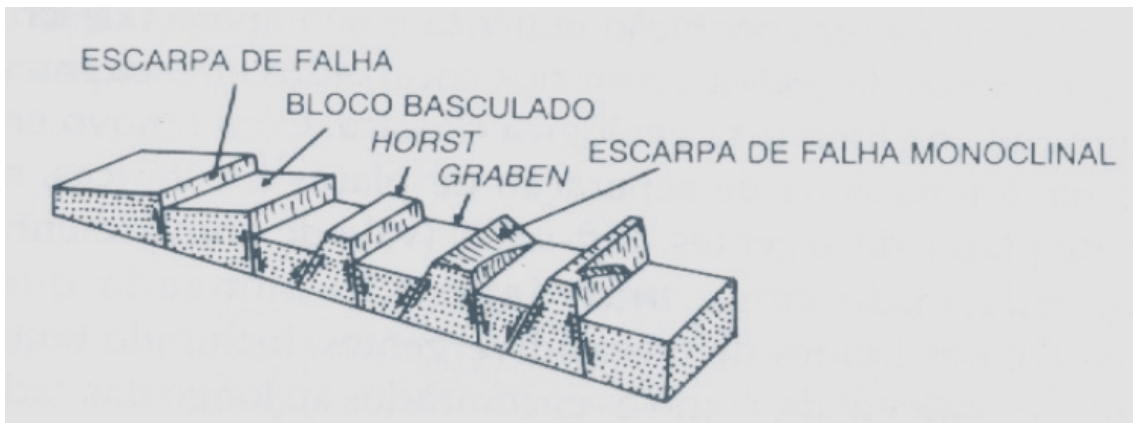 ESCARPA DE FALHA
BLOCO BASCULADO
HORST
GRABEN
ESCARPA DE FALHA MONOCLINAL